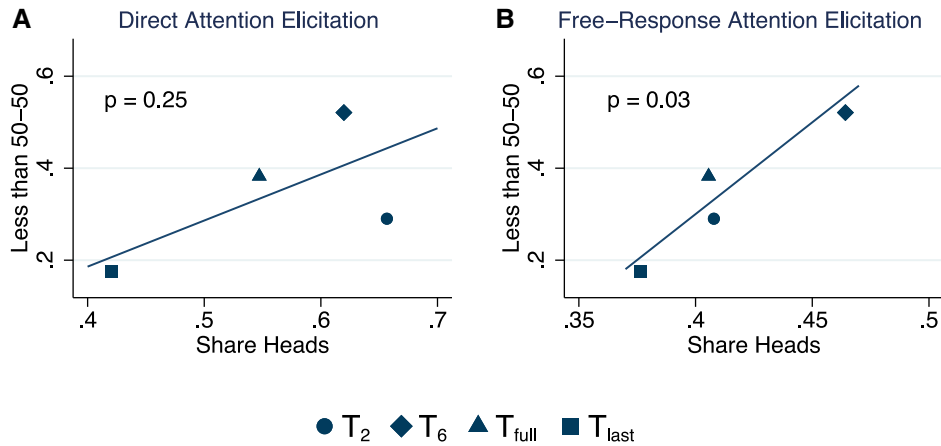 A Direct Attention Elicitation
Less than 50–50
.6
.4
.2
p = 0.25
.4 .5 .6 .7
Share Heads
B Free–Response Attention Elicitation
Less than 50–50
.6
.4
.2
p = 0.03
.35 .4 .45 .5
Share Heads
T2 T6 Tfull Tlast